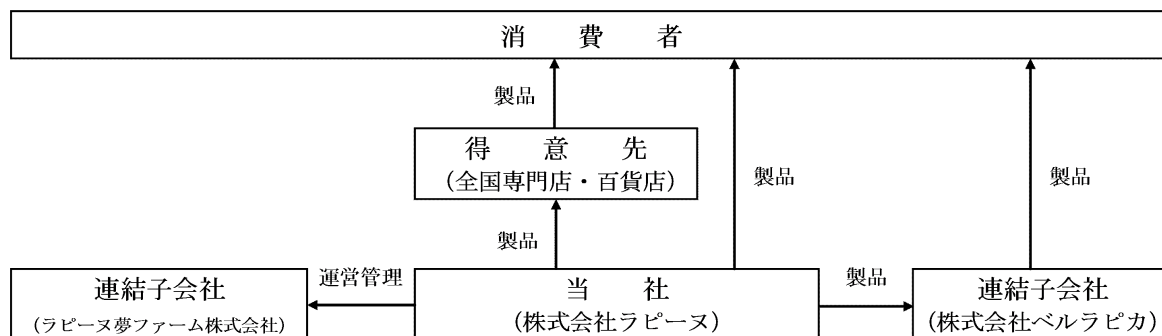 消費者
製品
得意先
(全国専門店・百貨店)
製品
製品
製品
連結子会社
(ラピーヌ夢ファーム株式会社)
運営管理
当社
(株式会社ラピーヌ)
製品
連結子会社
(株式会社ベルラピカ)